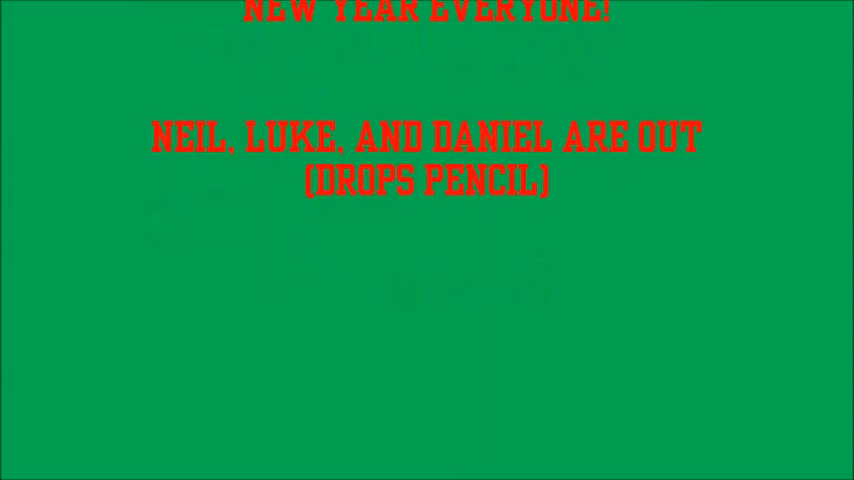 NEW YEAR EVERYONE!
NEIL, LUKE, AND DANIEL ARE OUT
(DROPS PENCIL)